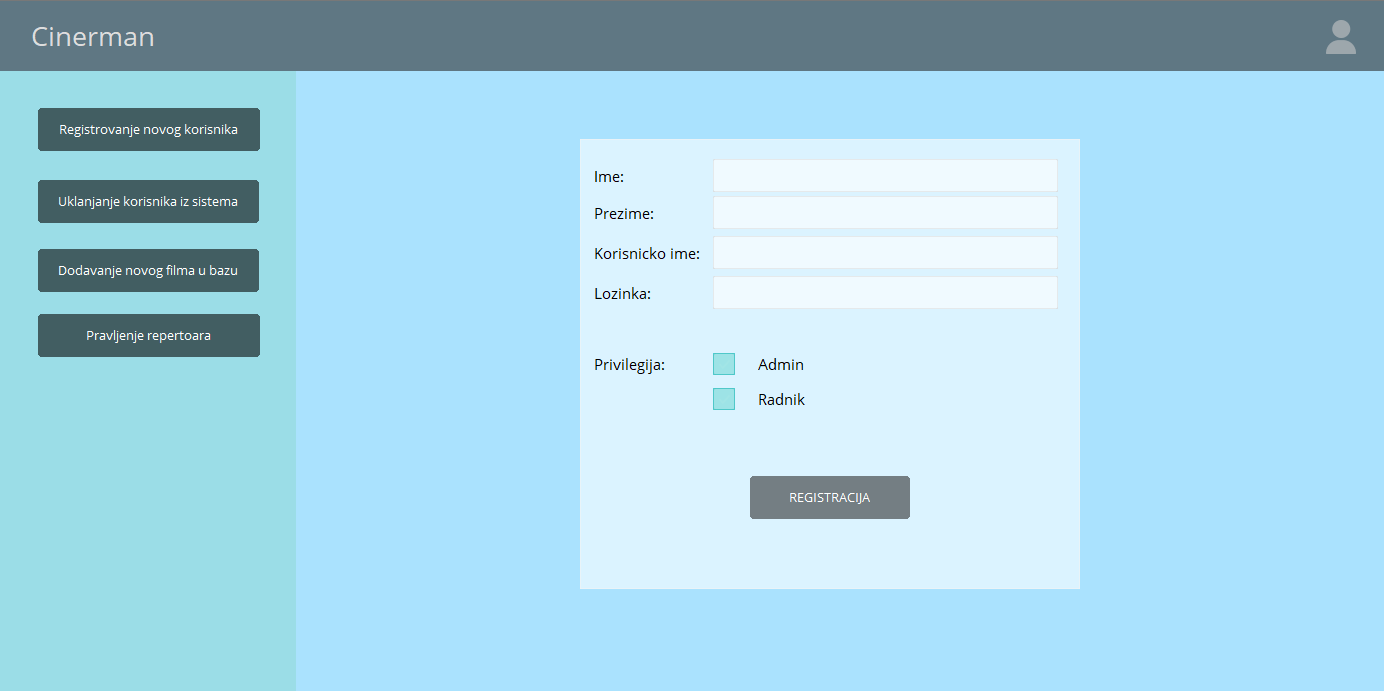 Cinerman
Registrovanje novog korisnika
Uklanjanje korisnika iz sistema
Dodavanje novog filma u bazu
Pravljenje repertoara
Ime:
Prezime:
Korisnicko ime:
Lozinka:
Privilegija:
Admin
Radnik
REGISTRACIJA